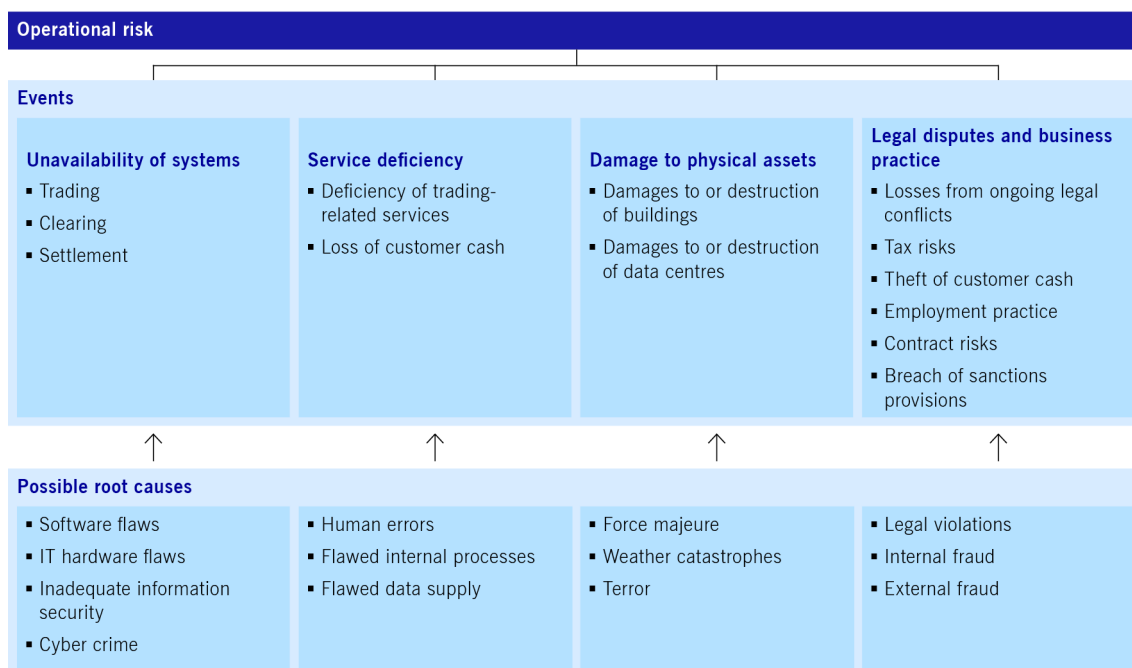 Operational risk
Events
Unavailability of systems
▪ Trading
▪ Clearing
▪ Settlement
Service deficiency
▪ Deficiency of trading-
related services
▪ Loss of customer cash
Damage to physical assets
▪ Damages to or destruction
of buildings
▪ Damages to or destruction
of data centres
Legal disputes and business
practice
▪ Losses from ongoing legal
conflicts
▪ Tax risks
▪ Theft of customer cash
▪ Employment practice
▪ Contract risks
▪ Breach of sanctions
provisions
Possible root causes
▪ Software flaws
▪ IT hardware flaws
▪ Inadequate information
security
▪ Cyber crime
▪ Human errors
▪ Flawed internal processes
▪ Flawed data supply
▪ Force majeure
▪ Weather catastrophes
▪ Terror
▪ Legal violations
▪ Internal fraud
▪ External fraud